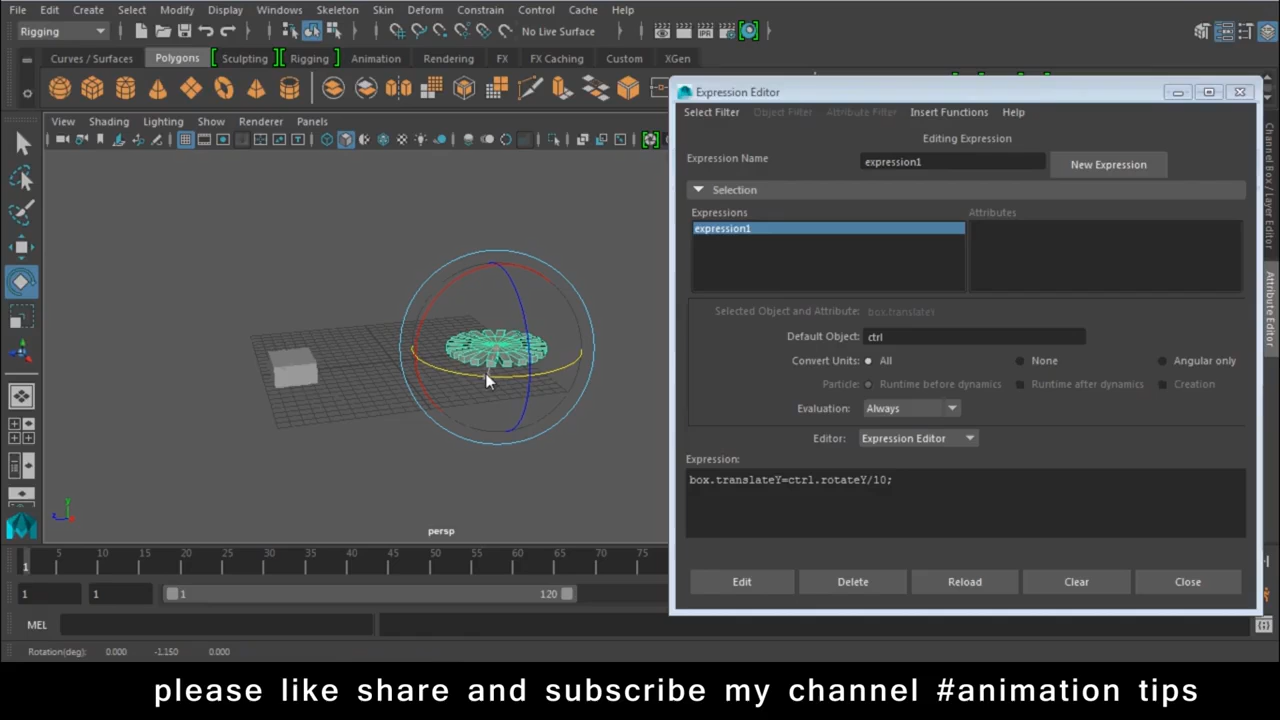 File Edit Create Select Modify Display Windows Skeleton Skin Deform Constrain Control Cache Help
Rigging No Live Surface
Curves / Surfaces Polygons Sculpting Rigging Animation Rendering FX FX Caching Custom XGen
View Shading Lighting Show Renderer Panels
Expression Editor
Select Filter Object Filter Attribute Filter Insert Functions Help
Editing Expression
Expression Name expression1 New Expression
Selection
Expressions Attributes
expression1
Selected Object and Attribute:
Default Object: ctrl
Convert Units: All None Angular only
Particle: Runtime before dynamics Runtime after dynamics Creation
Evaluation: Always
Editor: Expression Editor
Expression:
box.translateY=ctrl.rotateY/10;
Edit Delete Reload Clear Close
Channel Box / Layer Editor
Attribute Editor
persp
5 10 15 20 25 30 35 40 45 50 55 60 65 70 75
1
1 1 1 120
MEL
Rotation(deg): 0.000 -1.150 0.000
please like share and subscribe my channel #animation tips